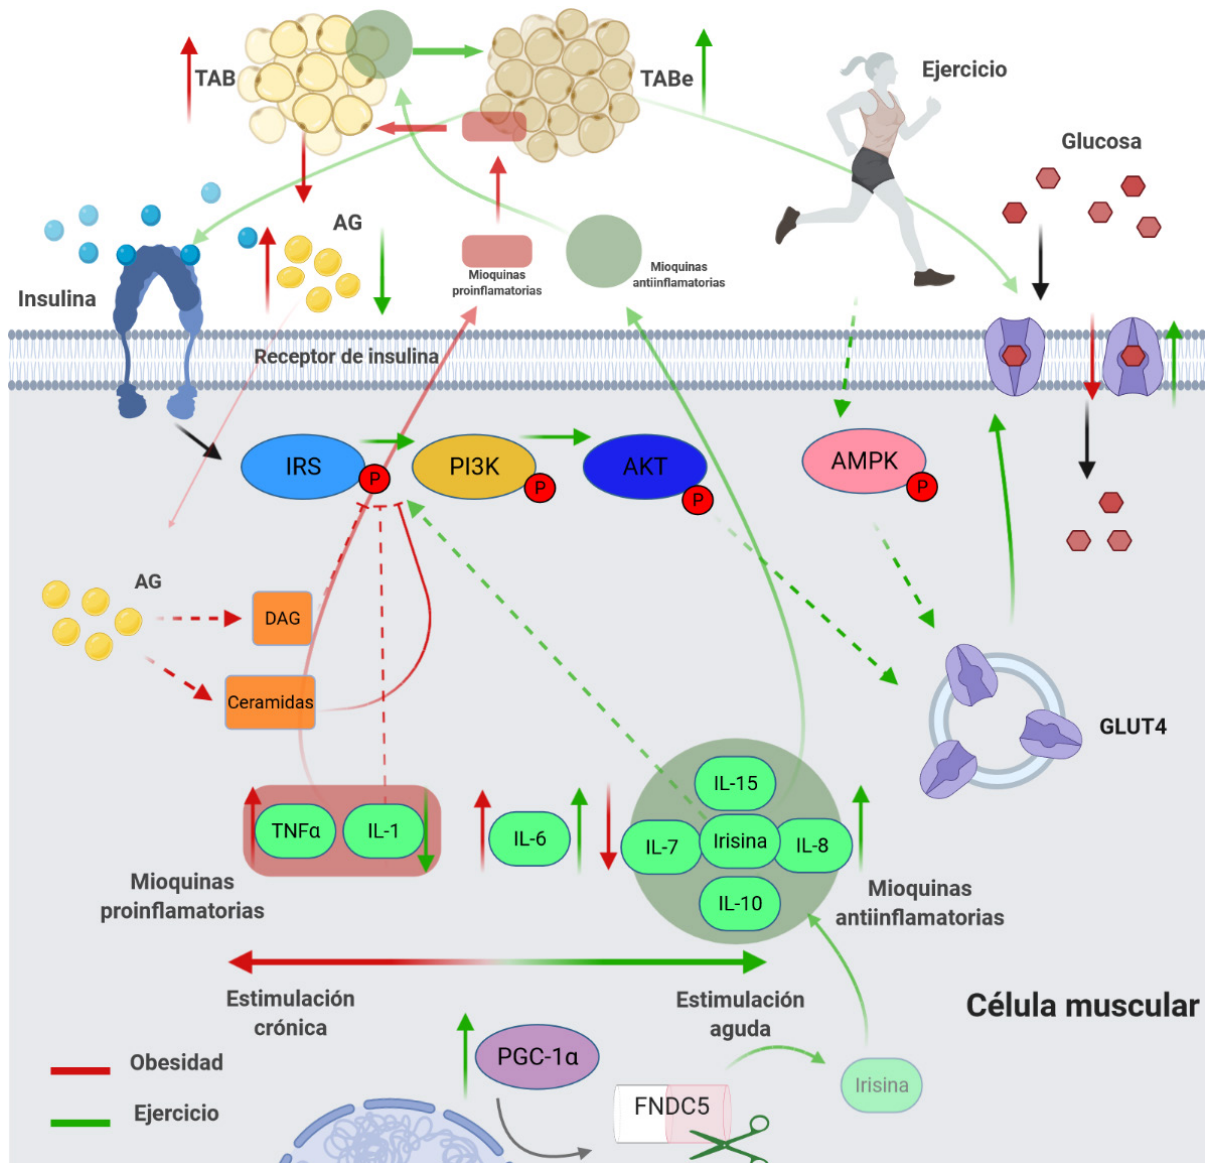 TAB
TABe
Ejercicio
Glucosa
AG
Mioquinas
proinflamatorias
Mioquinas
antiinflamatorias
Insulina
Receptor de insulina
IRS
P
PI3K
P
AKT
P
AMPK
P
AG
DAG
Ceramidas
GLUT4
TNFα
IL-1
IL-6
IL-15
IL-7
Irisina
IL-8
IL-10
Mioquinas
proinflamatorias
Mioquinas
antiinflamatorias
Estimulación
crónica
Estimulación
aguda
Célula muscular
PGC-1α
Obesidad
Ejercicio
FNDC5
Irisina